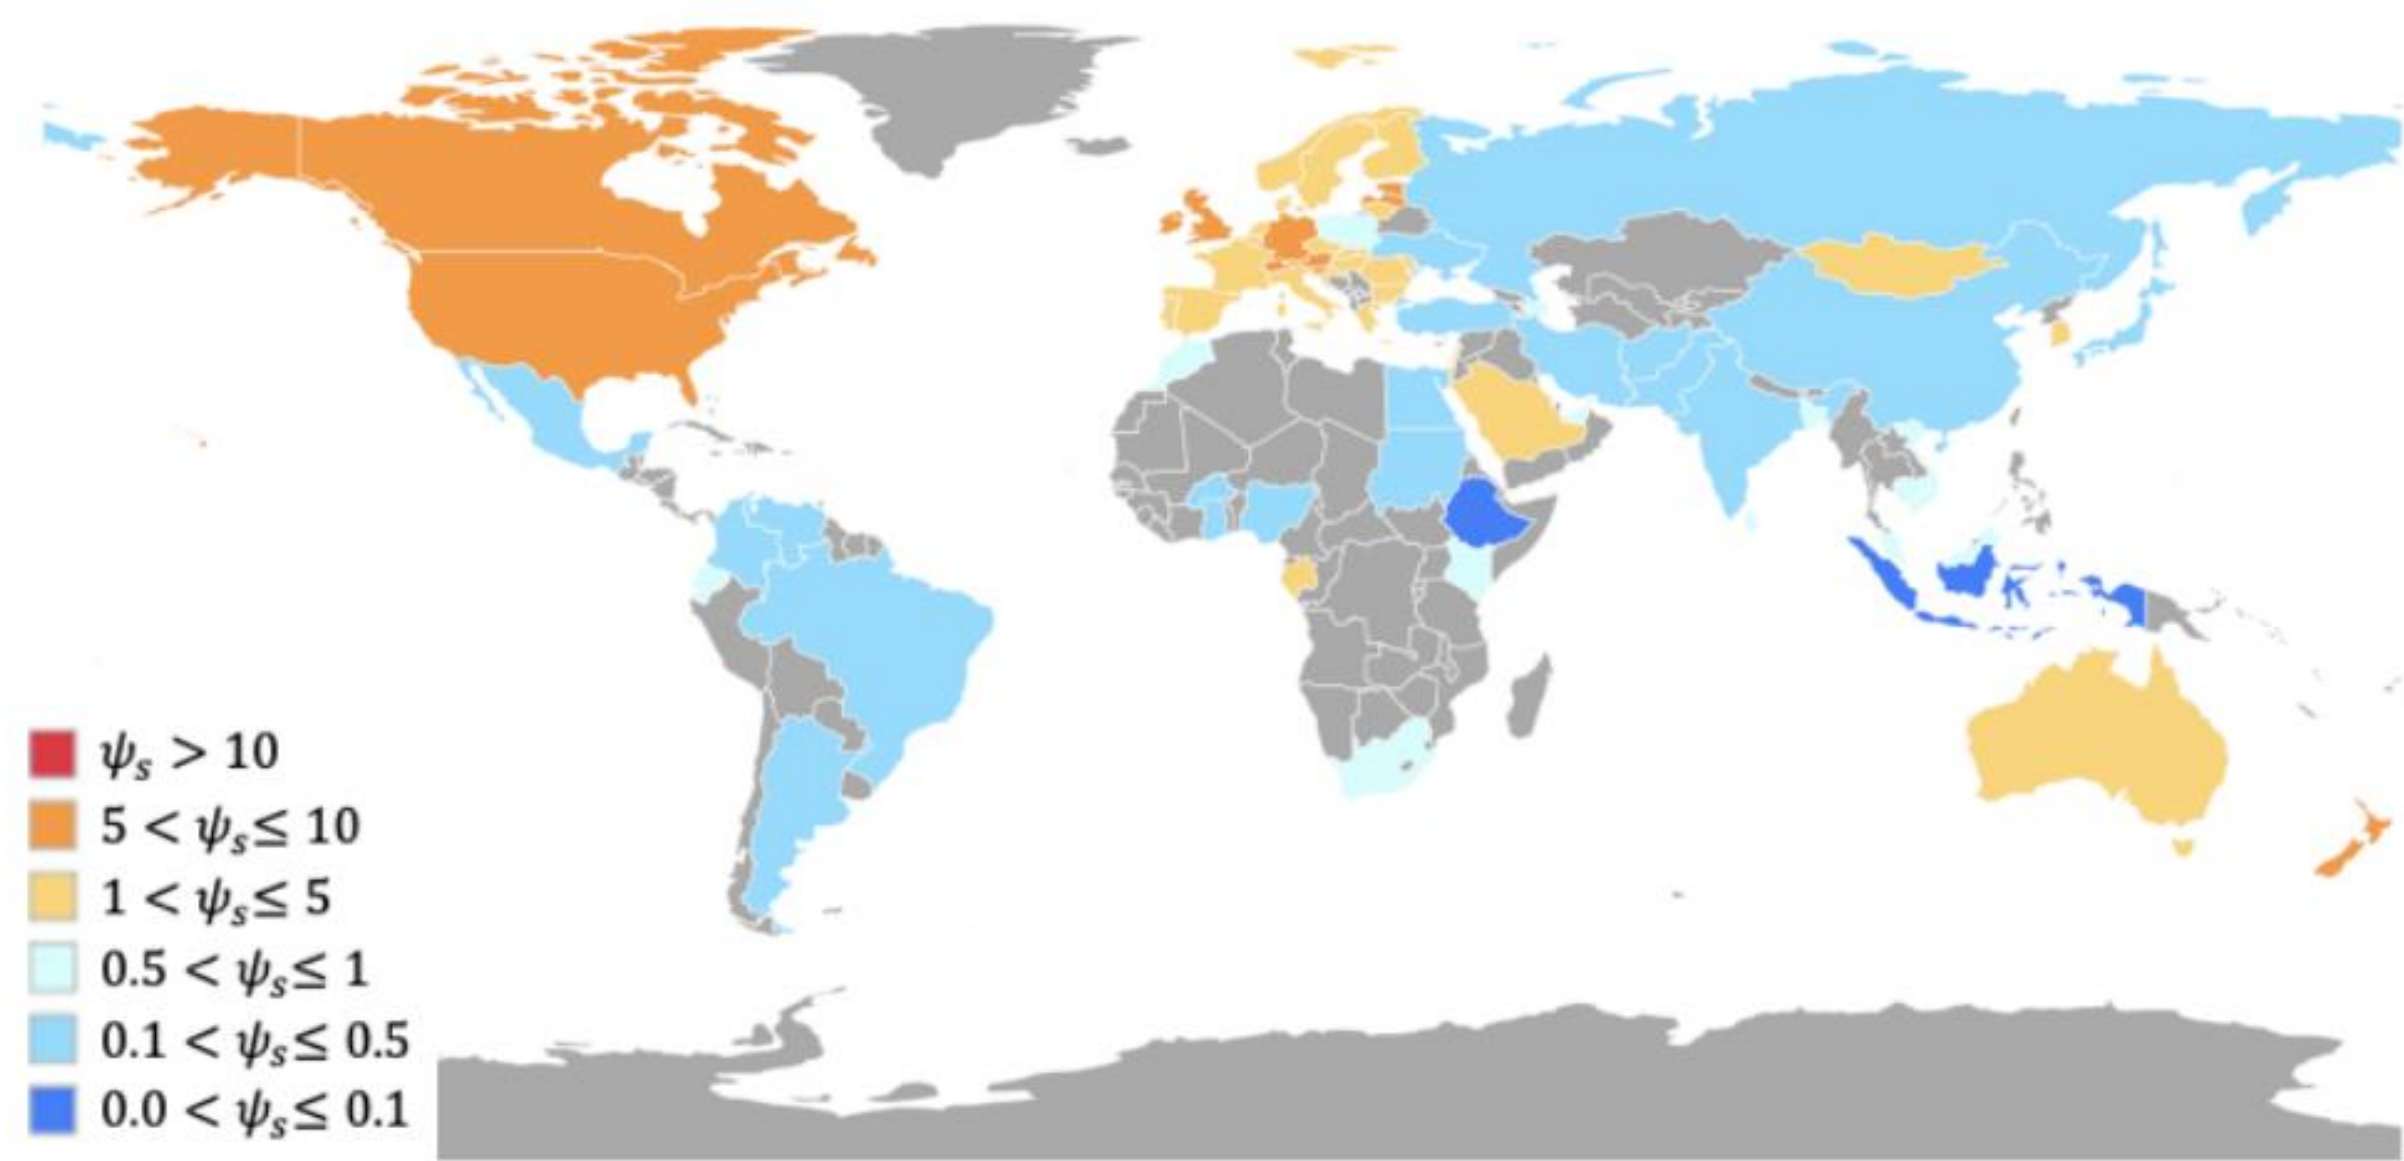 ψₛ > 10
5 < ψₛ ≤ 10
1 < ψₛ ≤ 5
0.5 < ψₛ ≤ 1
0.1 < ψₛ ≤ 0.5
0.0 < ψₛ ≤ 0.1